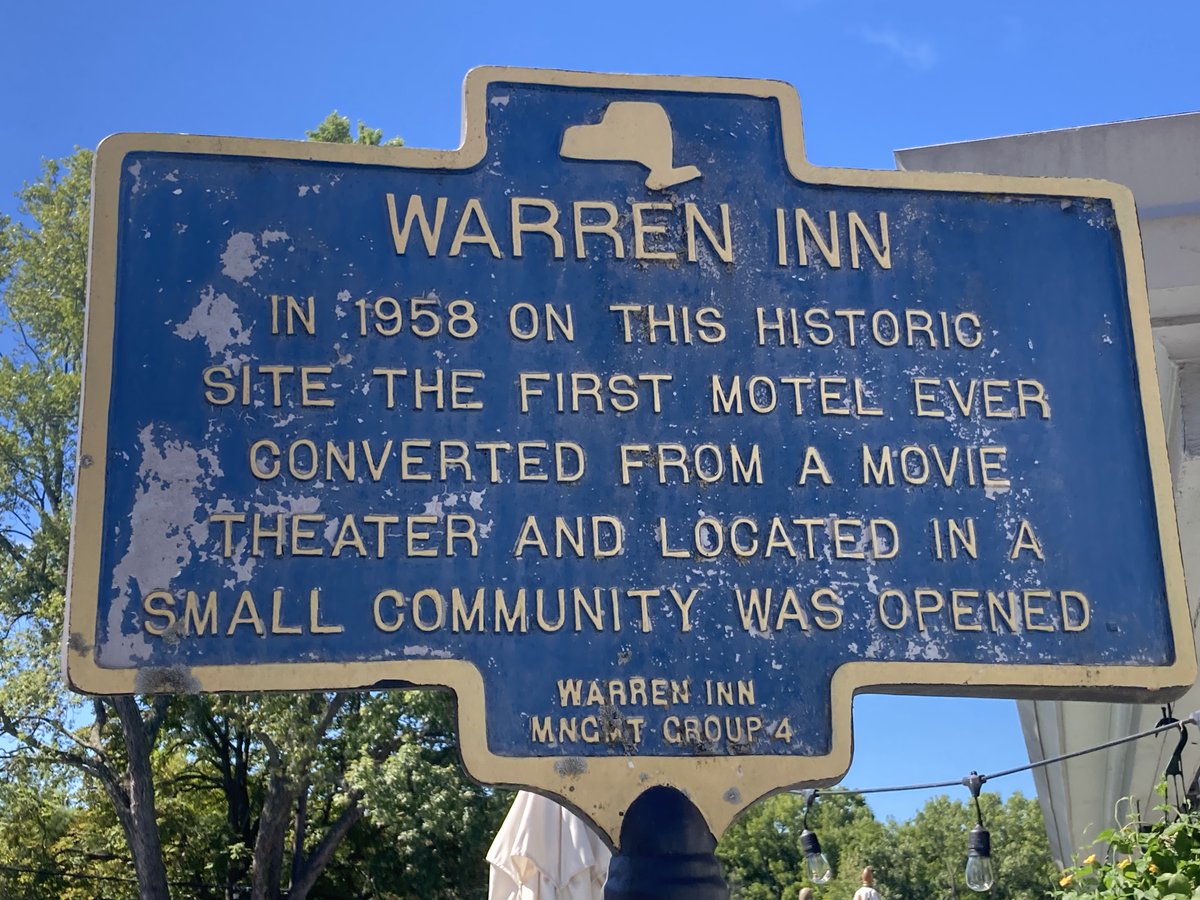 WARREN INN
IN 1958 ON THIS HISTORIC
SITE THE FIRST MOTEL EVER
CONVERTED FROM A MOVIE
THEATER AND LOCATED IN A
SMALL COMMUNITY WAS OPENED
WARREN INN
MNGMT GROUP 4